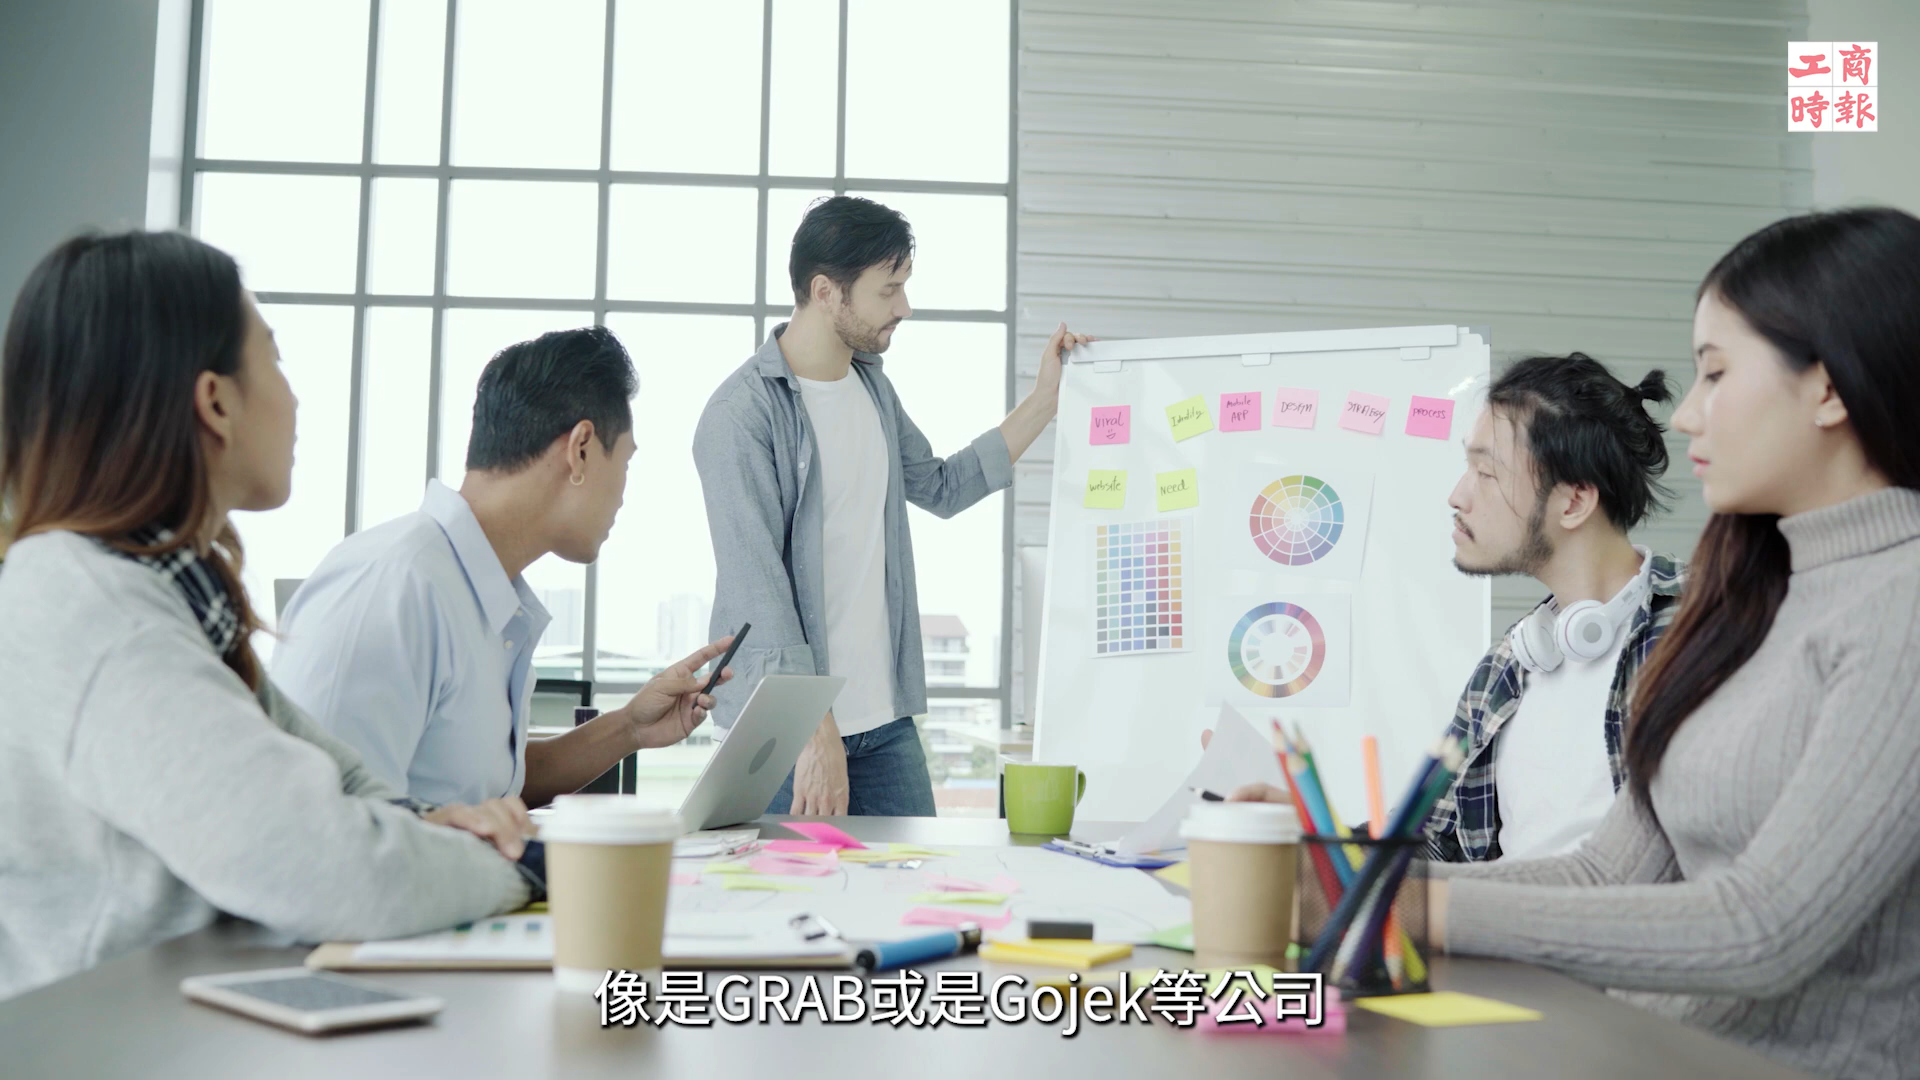 工商
時報
viral
Identity
Mobile
APP
DESIGN
STRATEGY
PROCESS
website
Need
像是GRAB或是Gojek等公司